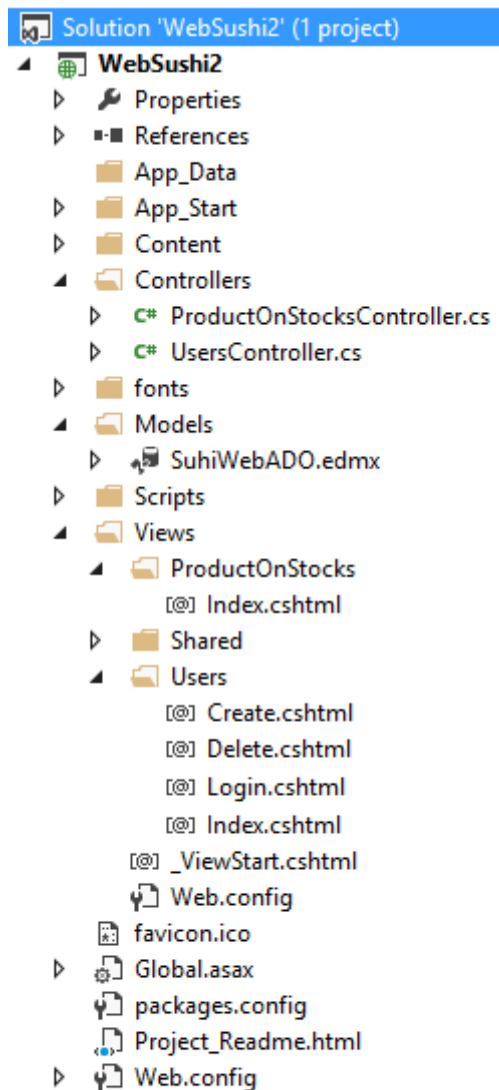 Solution 'WebSushi2' (1 project)
WebSushi2
Properties
References
App_Data
App_Start
Content
Controllers
C# ProductOnStocksController.cs
C# UsersController.cs
fonts
Models
SuhiWebADO.edmx
Scripts
Views
ProductOnStocks
[@] Index.cshtml
Shared
Users
[@] Create.cshtml
[@] Delete.cshtml
[@] Login.cshtml
[@] Index.cshtml
[@] _ViewStart.cshtml
Web.config
favicon.ico
Global.asax
packages.config
Project_Readme.html
Web.config